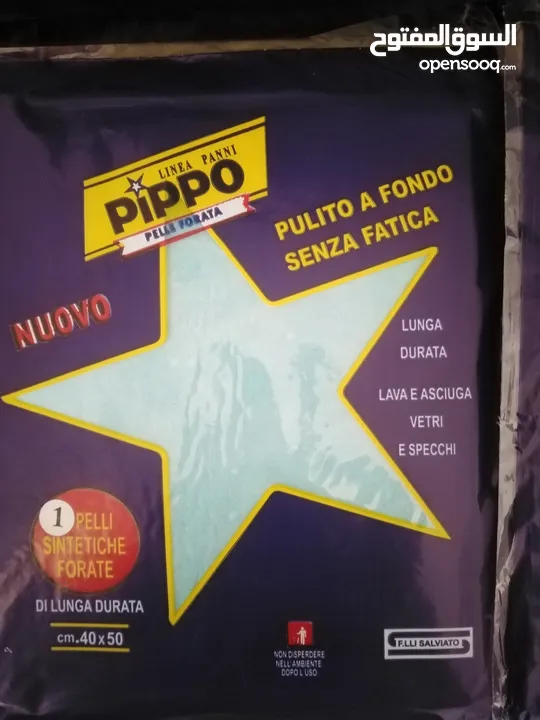 السوق المفتوح
opensooq.com
LINEA PANNI
PIPPO
PELLE FORATA
PULITO A FONDO
SENZA FATICA
NUOVO
LUNGA
DURATA
LAVA E ASCIUGA
VETRI
E SPECCHI
1 PELLI
SINTETICHE
FORATE
DI LUNGA DURATA
cm.40x50
NON DISPERDERE
NELL'AMBIENTE
DOPO L'USO
F.LLI SALVIATO